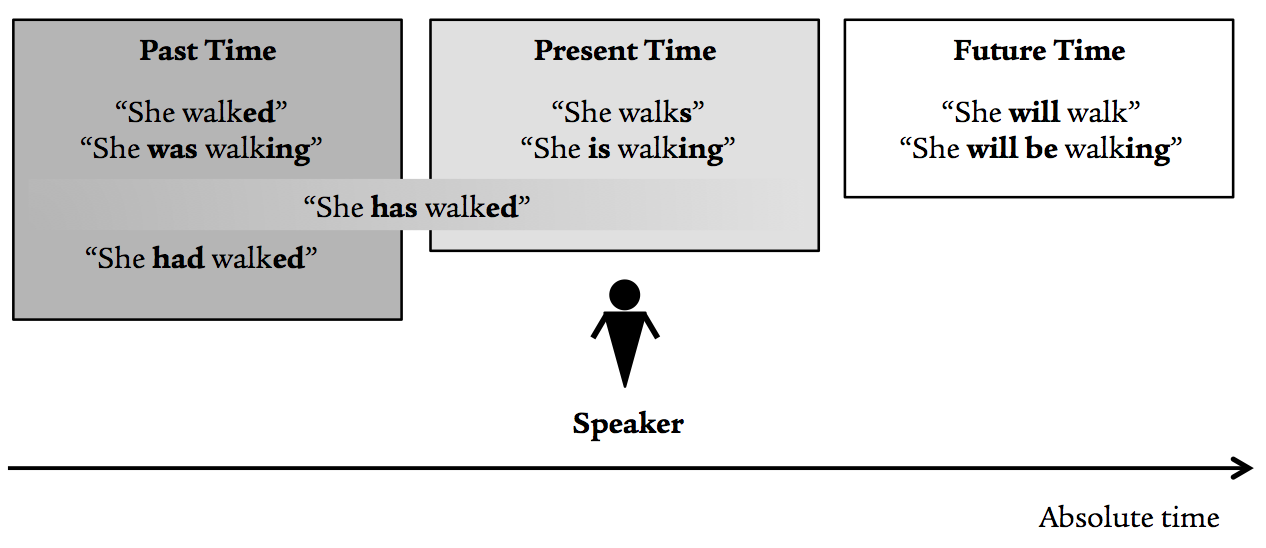 Past Time
“She walked”
“She was walking”
Present Time
“She walks”
“She is walking”
Future Time
“She will walk”
“She will be walking”
“She has walked”
“She had walked”
Speaker
Absolute time